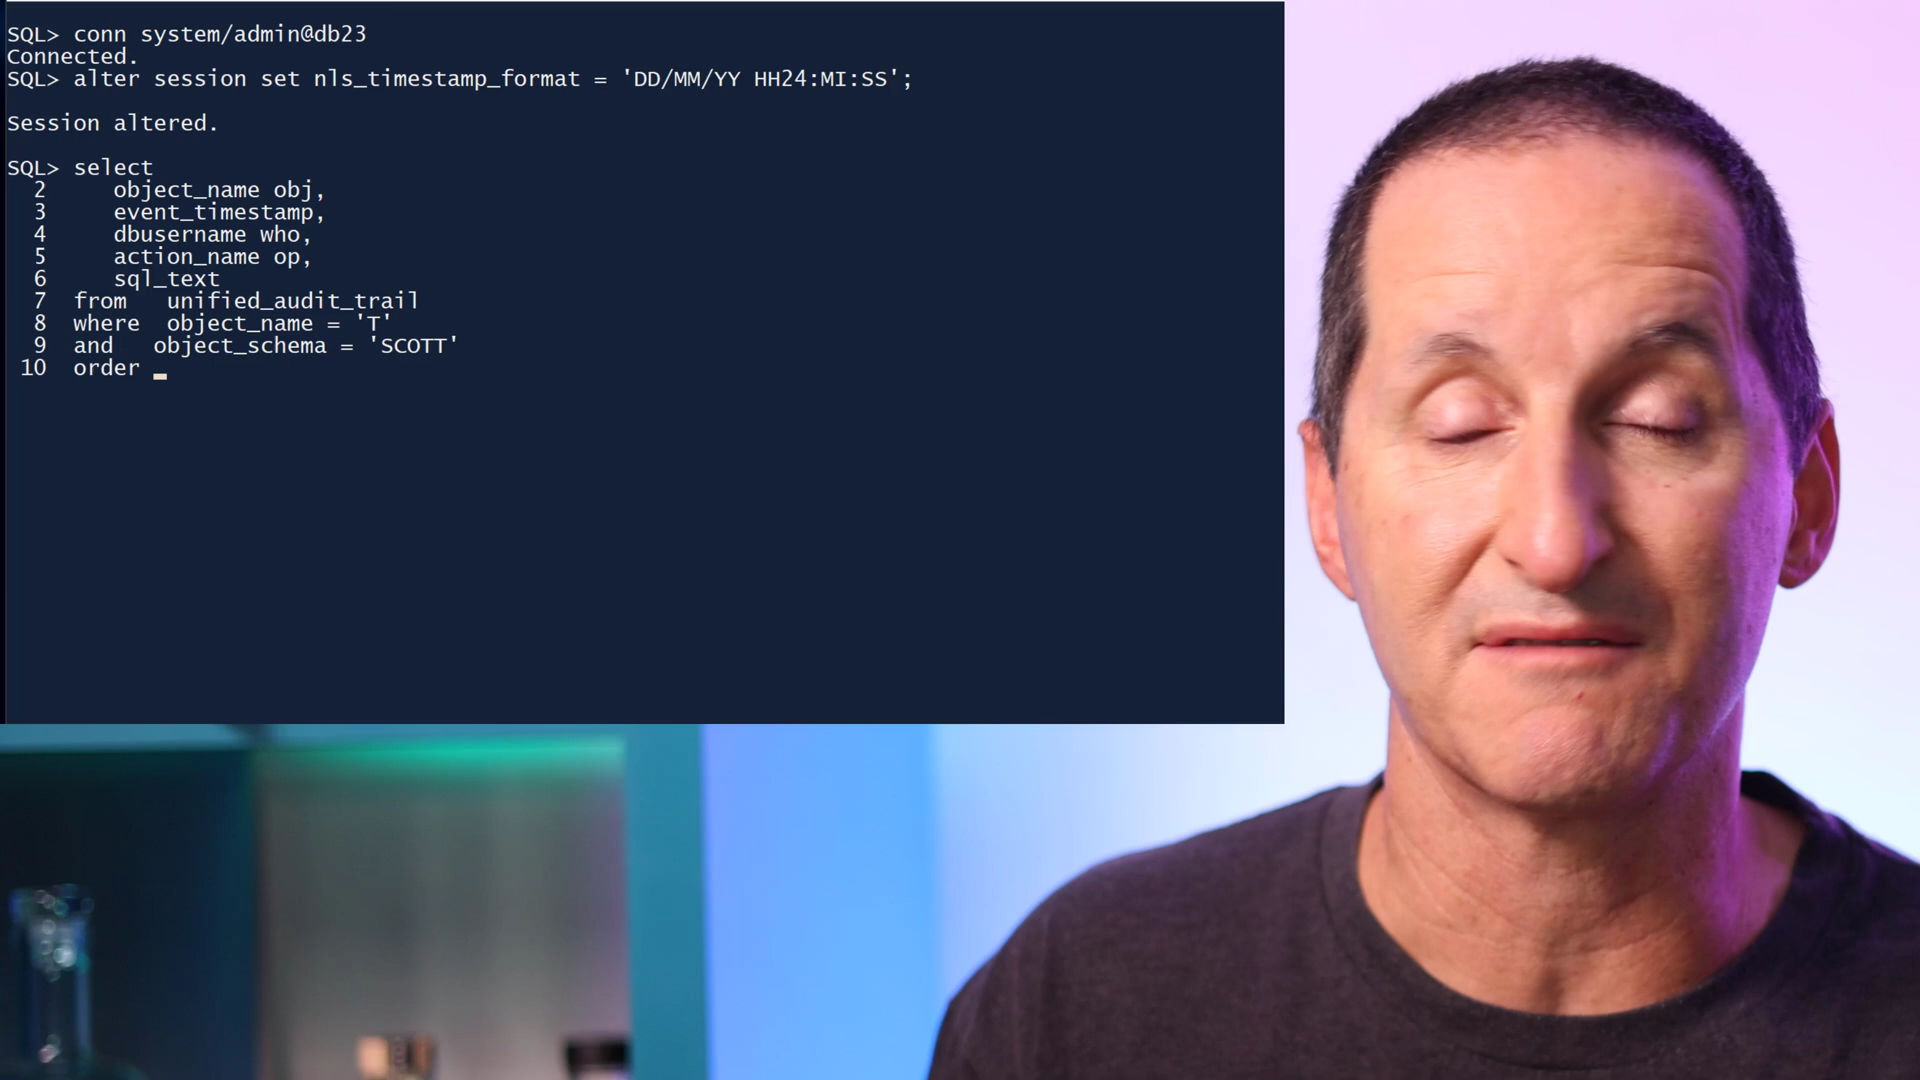 SQL> conn system/admin@db23
Connected.
SQL> alter session set nls_timestamp_format = 'DD/MM/YY HH24:MI:SS';
Session altered.
SQL> select
2 object_name obj,
3 event_timestamp,
4 dbusername who,
5 action_name op,
6 sql_text
7 from unified_audit_trail
8 where object_name = 'T'
9 and object_schema = 'SCOTT'
10 order _